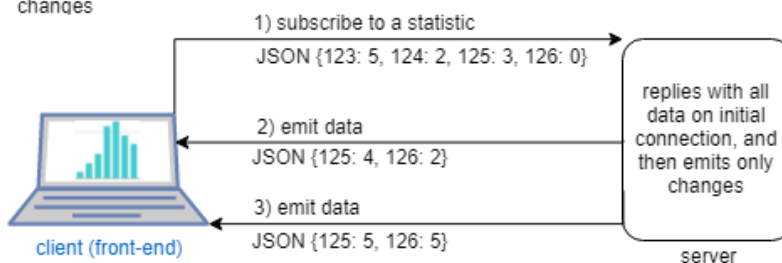 changes
1) subscribe to a statistic
JSON {123: 5, 124: 2, 125: 3, 126: 0}
replies with all
data on initial
connection, and
then emits only
changes
2) emit data
JSON {125: 4, 126: 2}
3) emit data
JSON {125: 5, 126: 5}
client (front-end)
server